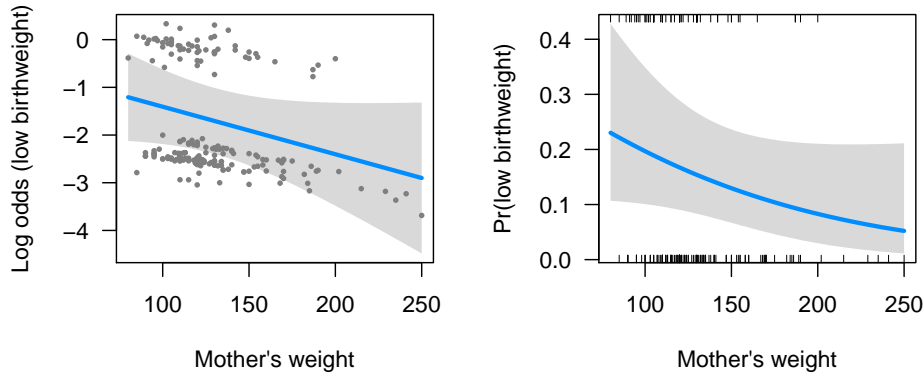 Log odds (low birthweight)
0
−1
−2
−3
−4
100 150 200 250
Mother's weight
Pr(low birthweight)
0.4
0.3
0.2
0.1
0.0
100 150 200 250
Mother's weight